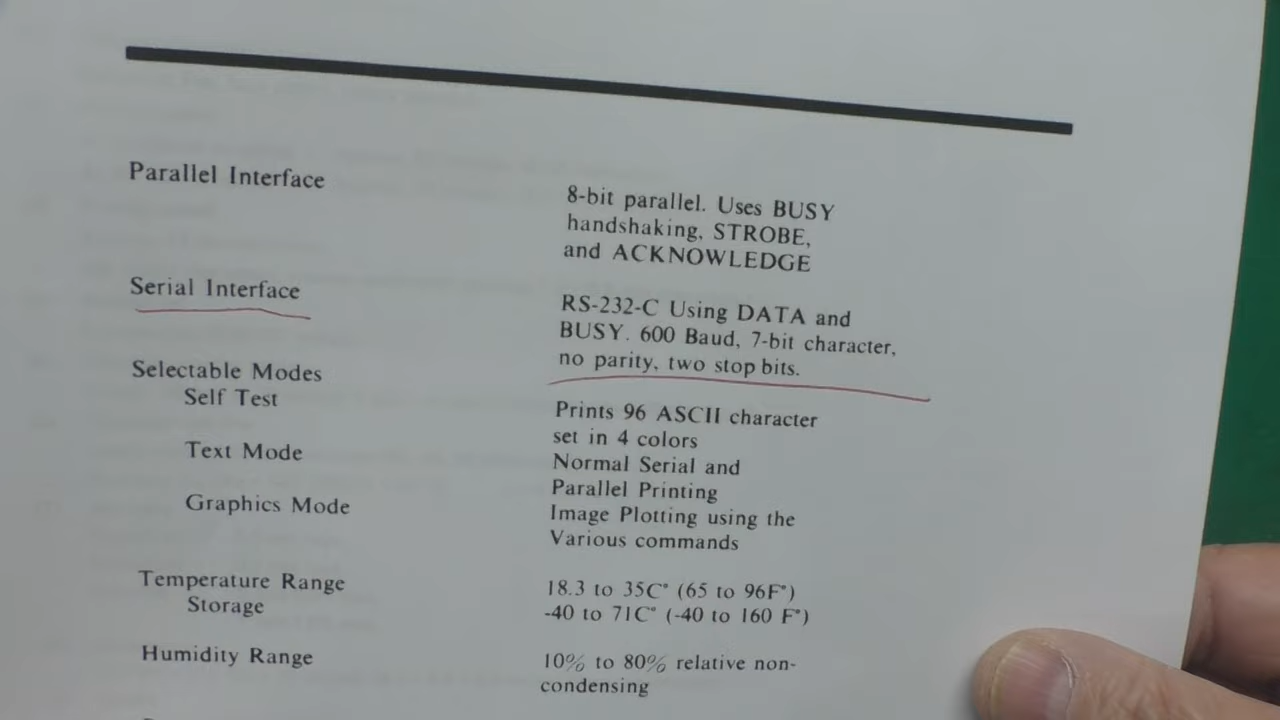 Parallel Interface
8-bit parallel. Uses BUSY
handshaking, STROBE,
and ACKNOWLEDGE
Serial Interface
RS-232-C Using DATA and
BUSY. 600 Baud, 7-bit character,
no parity, two stop bits.
Selectable Modes
Self Test
Prints 96 ASCII character
set in 4 colors
Text Mode
Normal Serial and
Parallel Printing
Graphics Mode
Image Plotting using the
Various commands
Temperature Range
18.3 to 35C° (65 to 96F°)
Storage
-40 to 71C° (-40 to 160 F°)
Humidity Range
10% to 80% relative non-
condensing